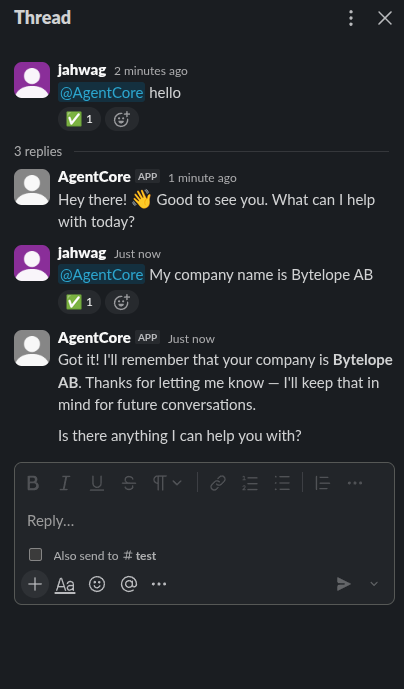 Thread
jahwag 2 minutes ago
@AgentCore hello
✅ 1
3 replies
AgentCore APP 1 minute ago
Hey there! 👋 Good to see you. What can I help
with today?
jahwag Just now
@AgentCore My company name is Bytelope AB
✅ 1
AgentCore APP Just now
Got it! I'll remember that your company is Bytelope
AB. Thanks for letting me know — I'll keep that in
mind for future conversations.
Is there anything I can help you with?
B I U S ¶
Reply...
Also send to # test
+ Aa @